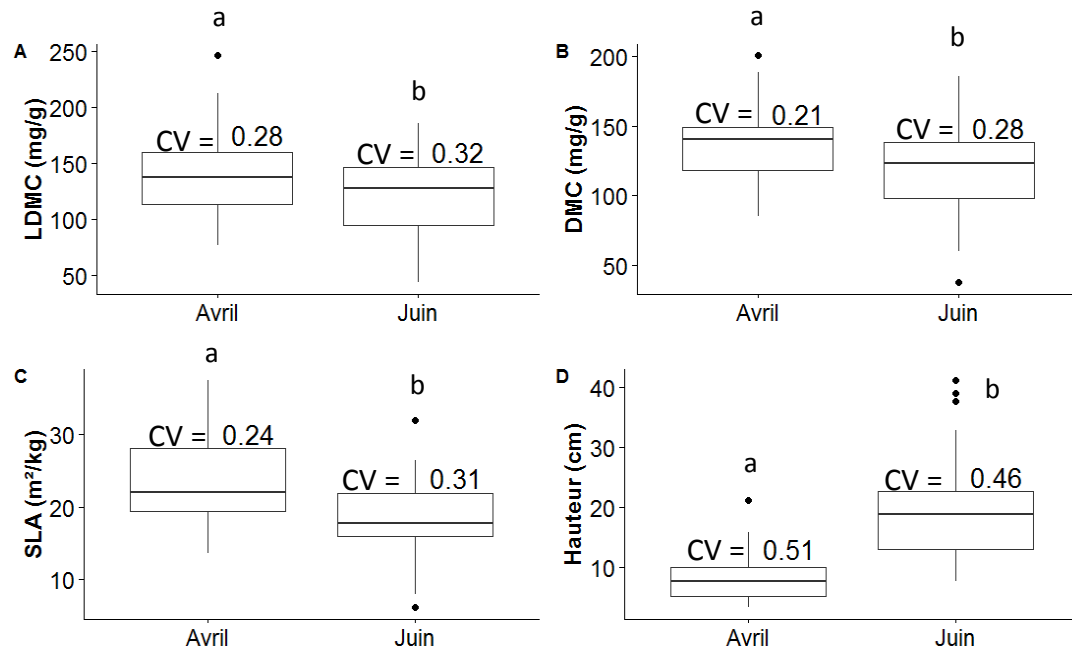 A
a
b
LDMC (mg/g)
250
200
150
100
50
CV = 0.28
CV = 0.32
Avril
Juin
B
a
b
DMC (mg/g)
200
150
100
50
CV = 0.21
CV = 0.28
Avril
Juin
C
a
b
SLA (m²/kg)
30
20
10
CV = 0.24
CV = 0.31
Avril
Juin
D
a
b
Hauteur (cm)
40
30
20
10
CV = 0.51
CV = 0.46
Avril
Juin